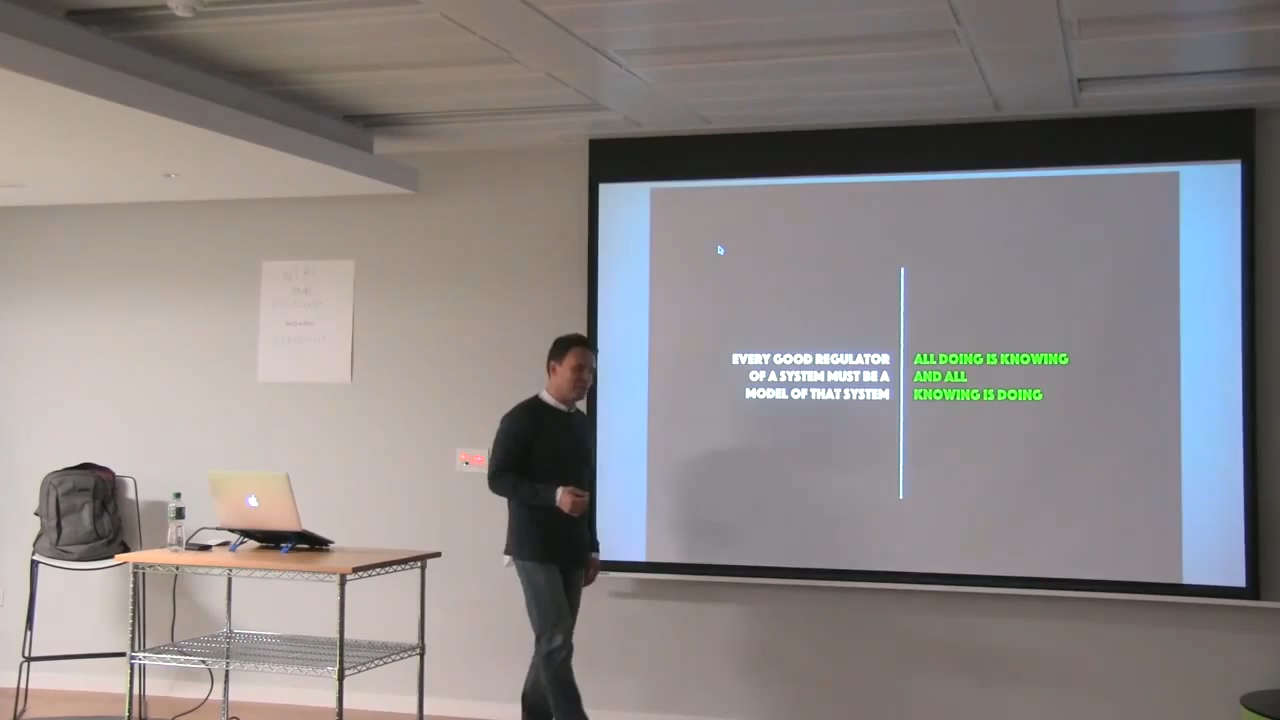 EVERY GOOD REGULATOR
OF A SYSTEM MUST BE A
MODEL OF THAT SYSTEM
ALL DOING IS KNOWING
AND ALL
KNOWING IS DOING